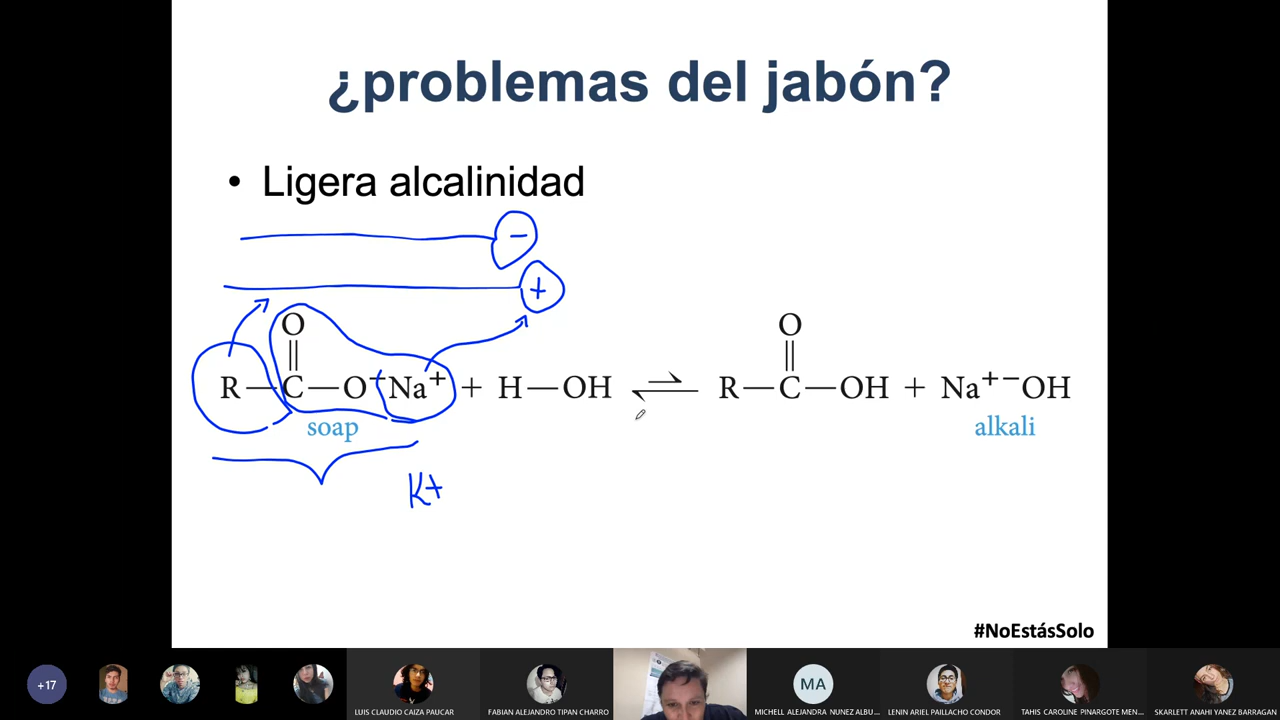 ¿problemas del jabón?
• Ligera alcalinidad
−
+
O
O
R—C—O⁻Na⁺ + H—OH ⇌ R—C—OH + Na⁺⁻OH
soap
alkali
K+
#NoEstásSolo
+17
MA
LUIS CLAUDIO CAIZA PAUCAR
FABIAN ALEJANDRO TIPAN CHARRO
MICHELL ALEJANDRA NUNEZ ALBU...
LENIN ARIEL PAILLACHO CONDOR
TAHIS CAROLINE PINARGOTE MEN...
SKARLETT ANAHI YANEZ BARRAGAN